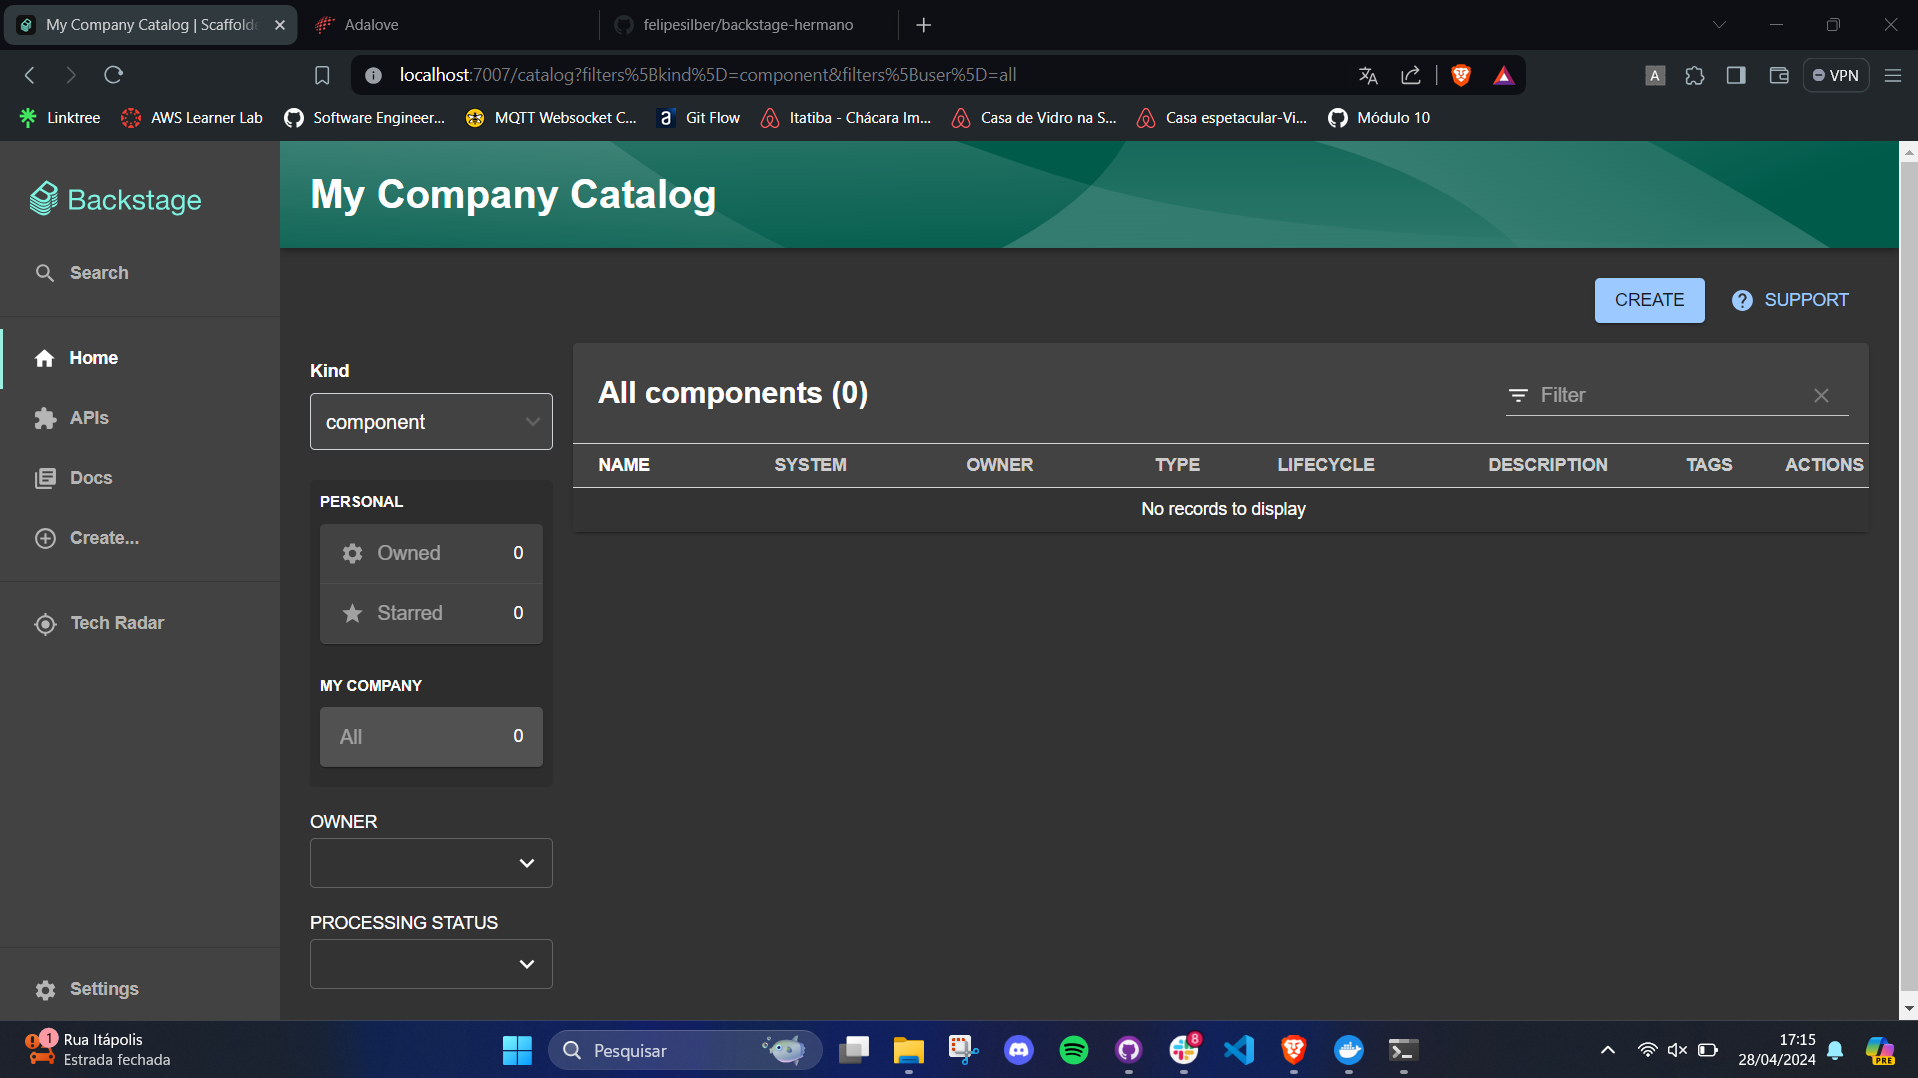 My Company Catalog | Scaffolde
Adalove
felipesilber/backstage-hermano
localhost:7007/catalog?filters%5Bkind%5D=component&filters%5Buser%5D=all
A
VPN
Linktree
AWS Learner Lab
Software Engineer...
MQTT Websocket C...
a
Git Flow
Itatiba - Chácara Im...
Casa de Vidro na S...
Casa espetacular-Vi...
Módulo 10
Backstage
Search
Home
APIs
Docs
Create...
Tech Radar
Settings
My Company Catalog
CREATE
? SUPPORT
Kind
component
PERSONAL
Owned 0
Starred 0
MY COMPANY
All 0
OWNER
PROCESSING STATUS
All components (0)
Filter
NAME SYSTEM OWNER TYPE LIFECYCLE DESCRIPTION TAGS ACTIONS
No records to display
1
Rua Itápolis
Estrada fechada
Pesquisar
8
17:15
28/04/2024
PRE